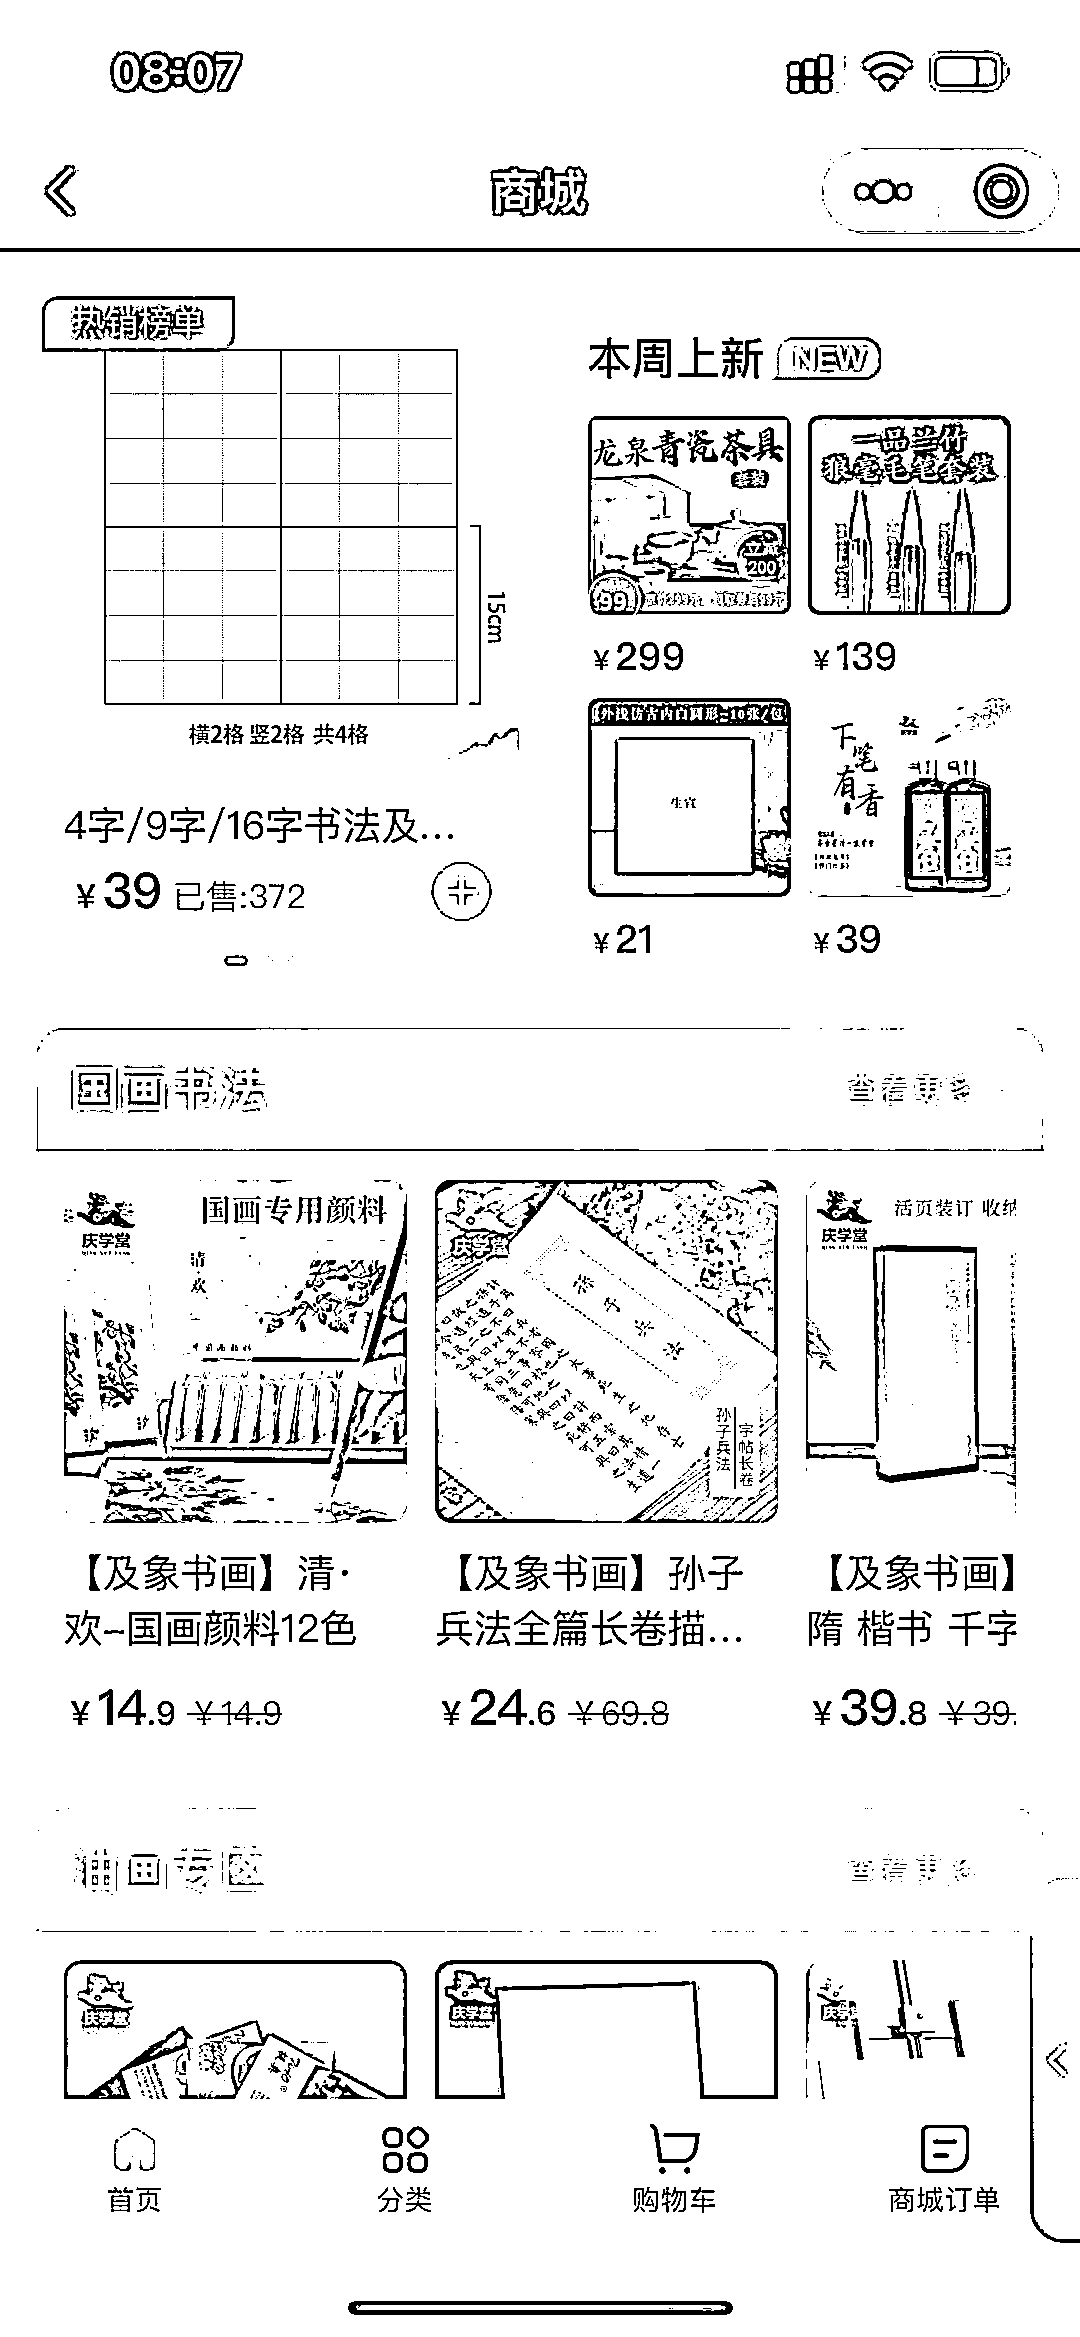 08:07
商城
热销榜单
15cm
横2格 竖2格 共4格
4字/9字/16字书法及...
¥39 已售:372
本周上新 NEW
龙泉青瓷茶具
套装
立减
200
99
¥299
一品兰竹
狼毫毛笔套装
¥139
生宣
¥21
下笔有香
¥39
国画书法
查看更多
庆学堂
国画专用颜料
清欢
庆学堂
孙子兵法
孙子兵法
字帖长卷
庆学堂
活页装订 收纳
【及象书画】清·
欢~国画颜料12色
¥14.9 ¥14.9
【及象书画】孙子
兵法全篇长卷描...
¥24.6 ¥69.8
【及象书画】
隋 楷书 千字
¥39.8 ¥39.
油画专区
查看更多
庆学堂
庆学堂
庆学堂
首页
分类
购物车
商城订单